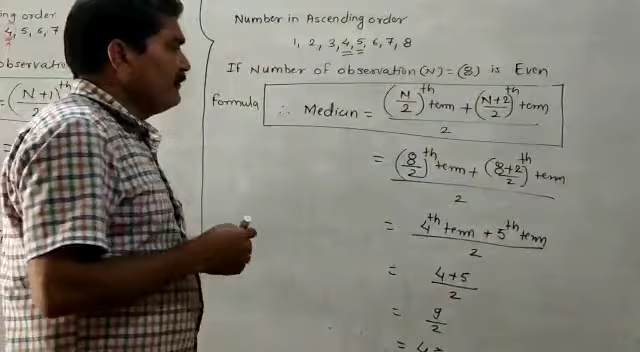 ng order
4, 5, 6, 7
observatio
= (N+1)th
2
=
Number in Ascending order
1, 2, 3, 4, 5, 6, 7, 8
If Number of observation (N) = (8) is Even
formula ∴ Median = (N/2)th term + (N+2/2)th term
2
= (8/2)th term + (8+2/2)th term
2
= 4th term + 5th term
2
= 4+5
2
= 9
2
= 4